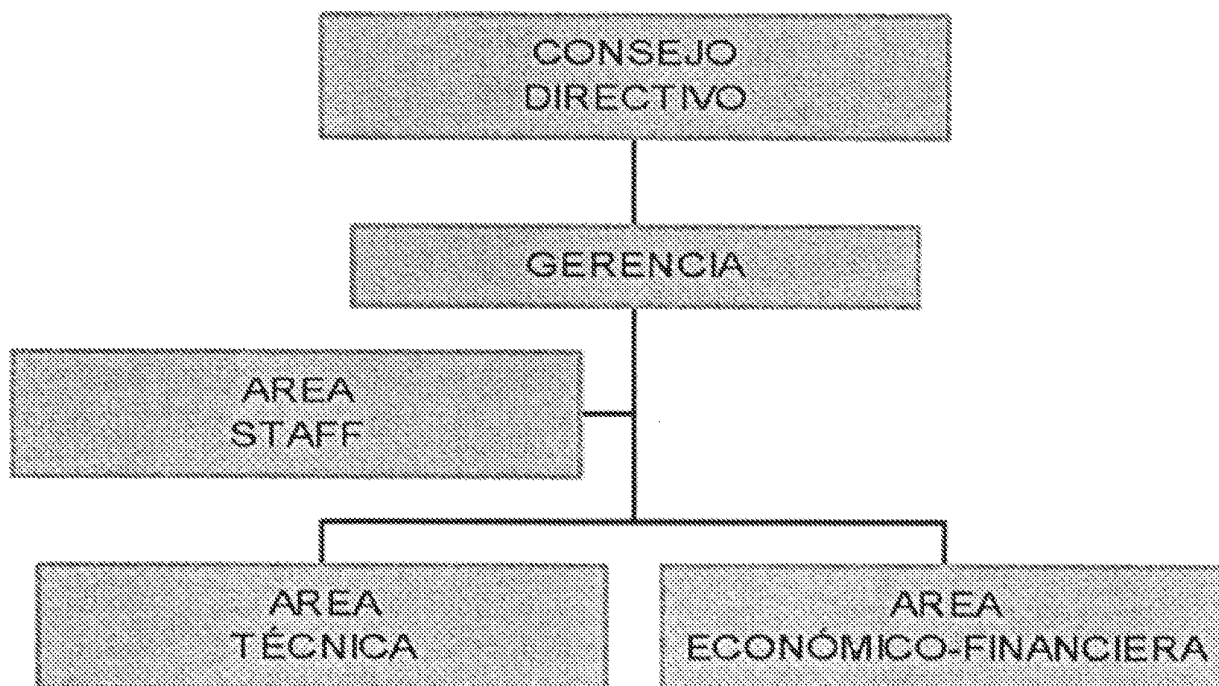 CONSEJO
DIRECTIVO
GERENCIA
AREA
STAFF
AREA
TÉCNICA
AREA
ECONÓMICO-FINANCIERA